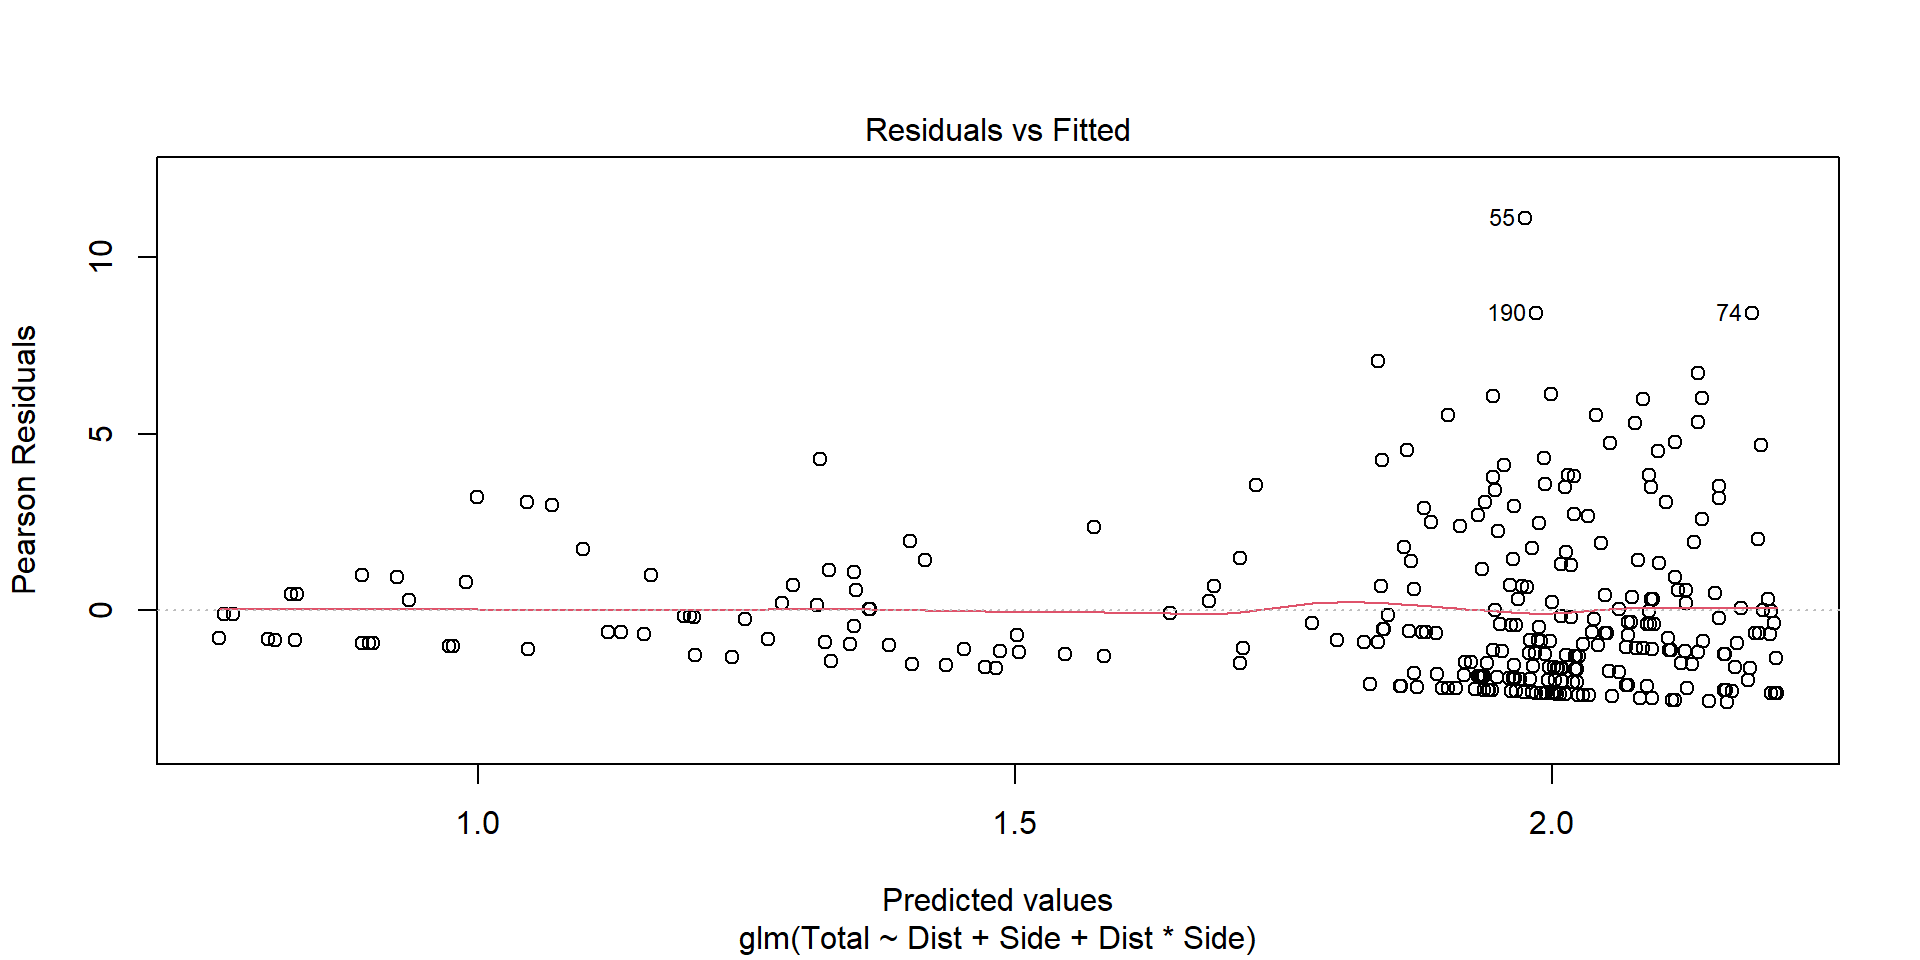 Residuals vs Fitted
Pearson Residuals
10
5
0
55
190
74
1.0 1.5 2.0
Predicted values
glm(Total ~ Dist + Side + Dist * Side)